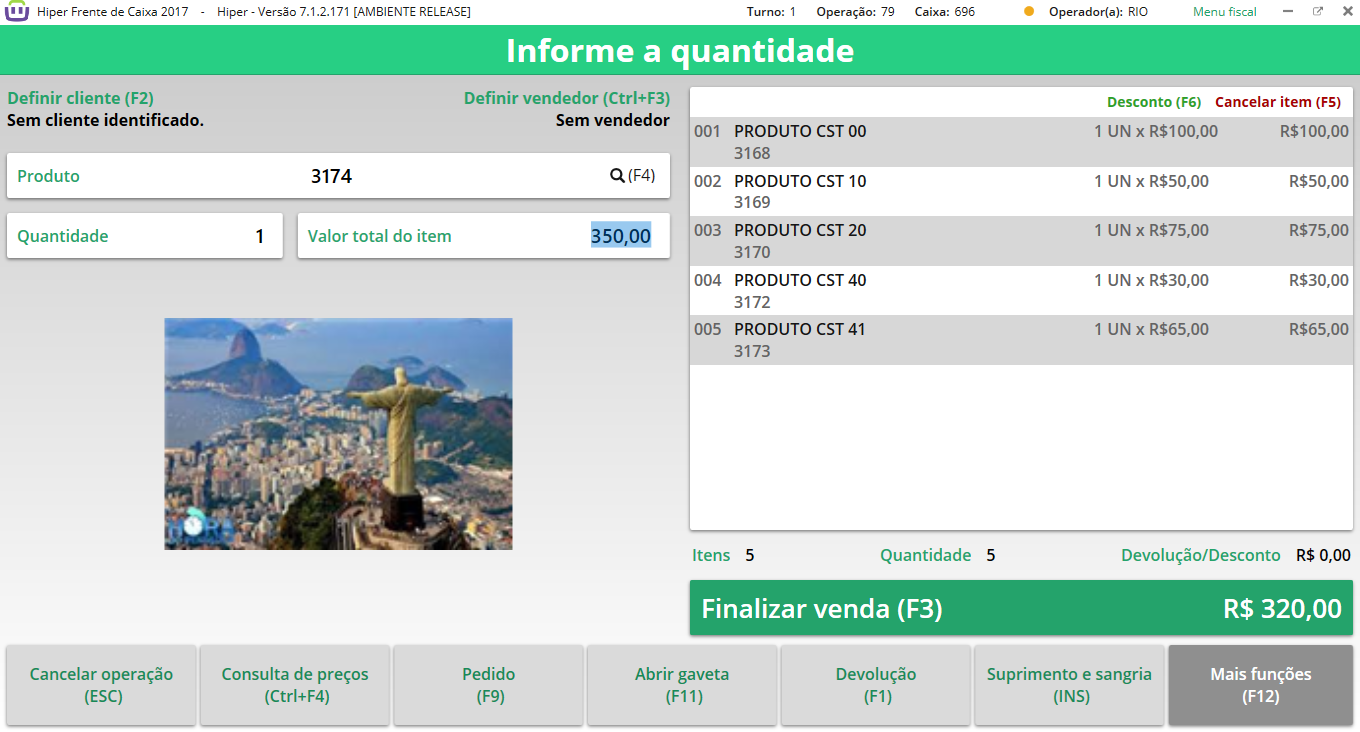 Hiper Frente de Caixa 2017 - Hiper - Versão 7.1.2.171 [AMBIENTE RELEASE] Turno: 1 Operação: 79 Caixa: 696 Operador(a): RIO Menu fiscal
Informe a quantidade
Definir cliente (F2) Definir vendedor (Ctrl+F3)
Sem cliente identificado. Sem vendedor
Produto 3174 (F4)
Quantidade 1 Valor total do item 350,00
HORA
Desconto (F6) Cancelar item (F5)
001 PRODUTO CST 00 1 UN x R$100,00 R$100,00
3168
002 PRODUTO CST 10 1 UN x R$50,00 R$50,00
3169
003 PRODUTO CST 20 1 UN x R$75,00 R$75,00
3170
004 PRODUTO CST 40 1 UN x R$30,00 R$30,00
3172
005 PRODUTO CST 41 1 UN x R$65,00 R$65,00
3173
Itens 5 Quantidade 5 Devolução/Desconto R$ 0,00
Finalizar venda (F3) R$ 320,00
Cancelar operação
(ESC)
Consulta de preços
(Ctrl+F4)
Pedido
(F9)
Abrir gaveta
(F11)
Devolução
(F1)
Suprimento e sangria
(INS)
Mais funções
(F12)